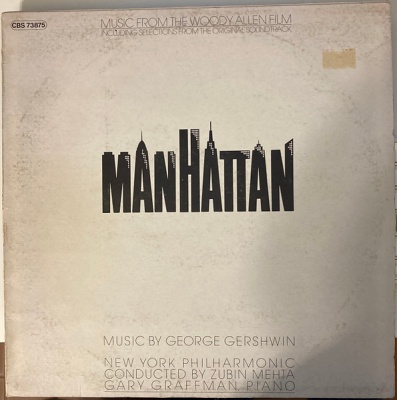 CBS 73875
MUSIC FROM THE WOODY ALLEN FILM
INCLUDING SELECTIONS FROM THE ORIGINAL SOUNDTRACK
MANHATTAN
MUSIC BY GEORGE GERSHWIN
NEW YORK PHILHARMONIC
CONDUCTED BY ZUBIN MEHTA
GARY GRAFFMAN, PIANO